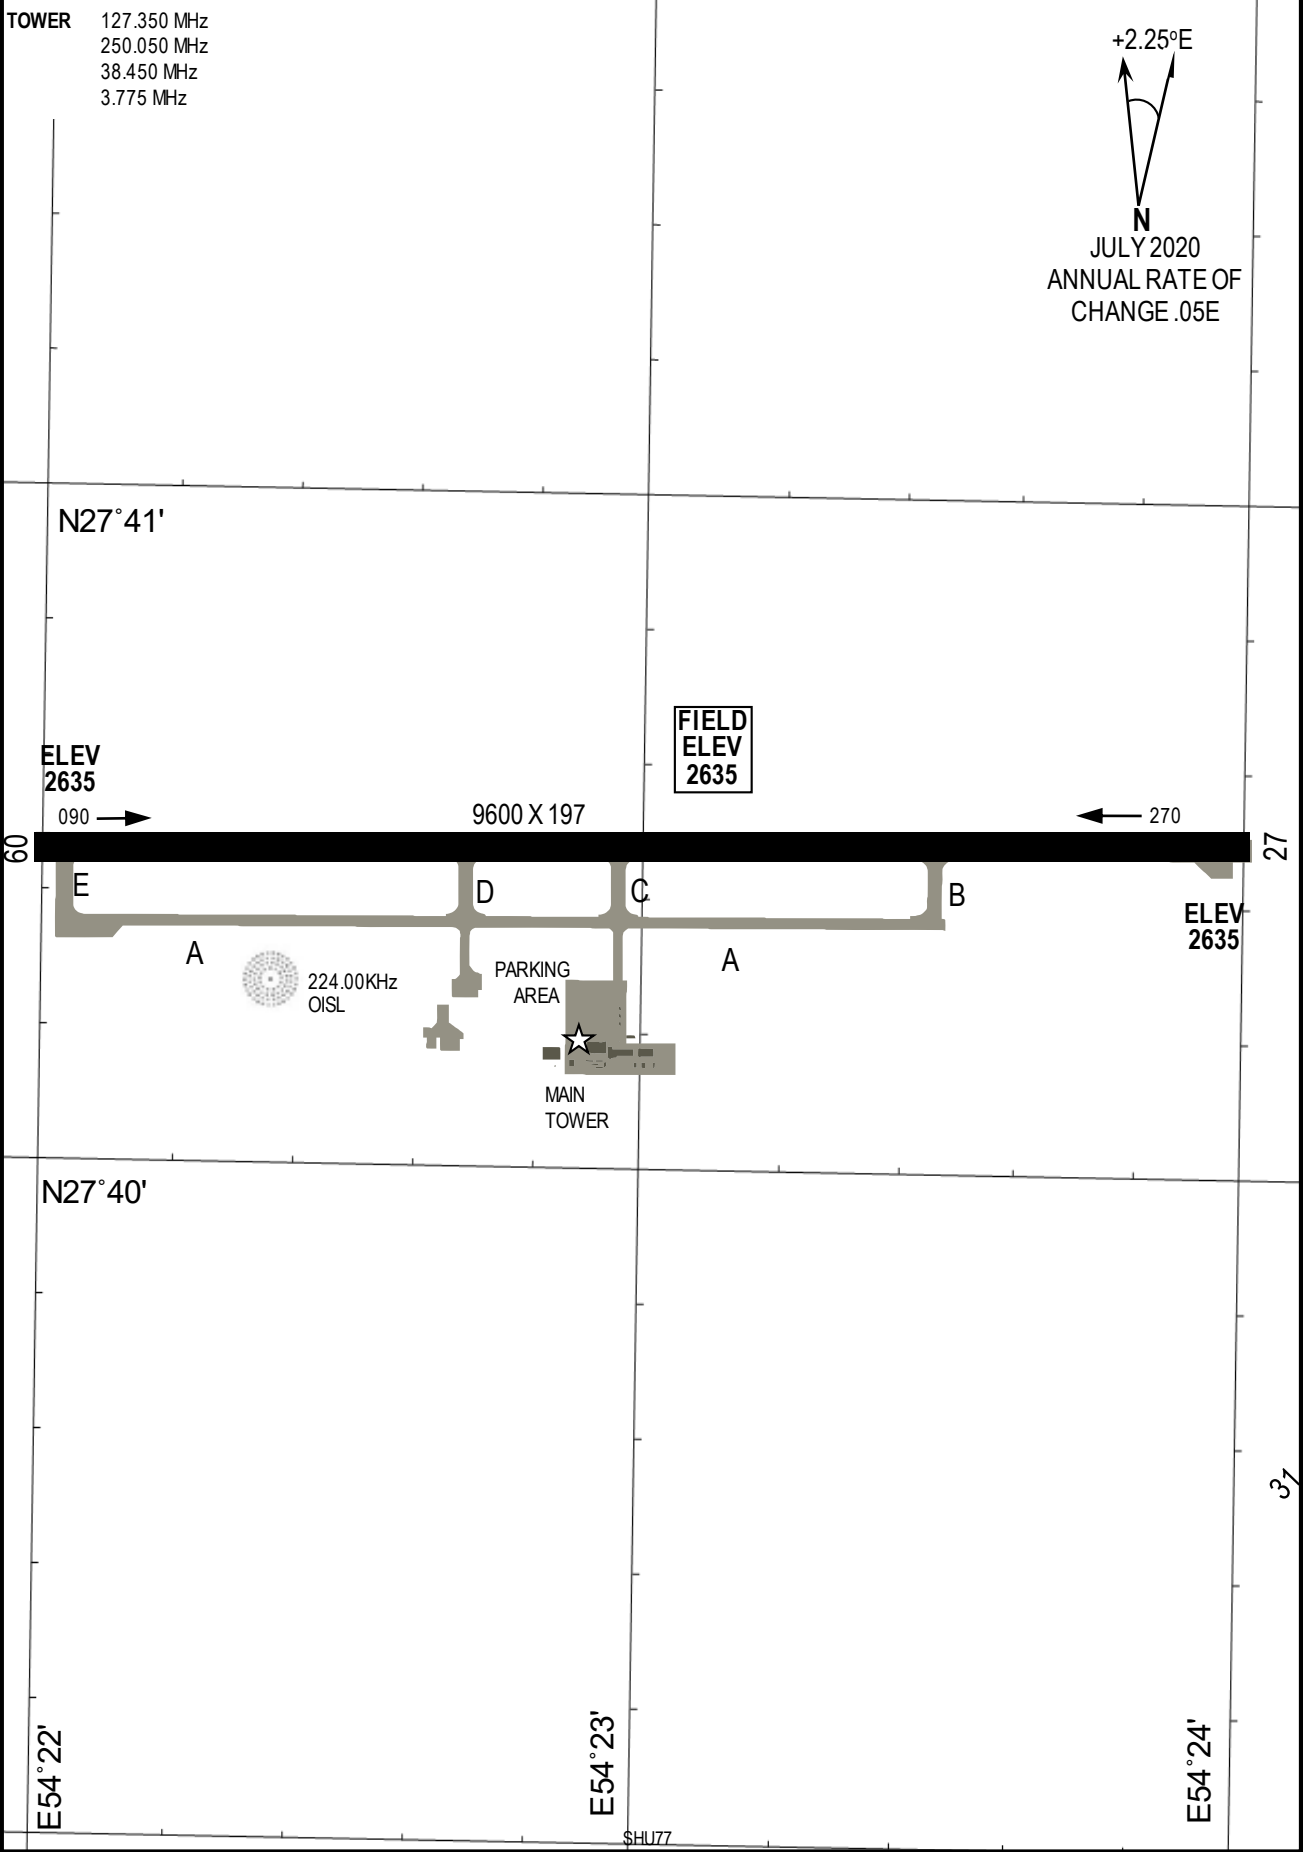 TOWER 127.350 MHz
250.050 MHz
38.450 MHz
3.775 MHz
+2.25ºE
N
JULY 2020
ANNUAL RATE OF
CHANGE .05E
N27°41'
FIELD
ELEV
2635
ELEV
2635
090
9600 X 197
270
09
27
E
D
C
B
ELEV
2635
A
A
224.00KHz
OISL
PARKING
AREA
MAIN
TOWER
N27°40'
31
E54°22'
E54°23'
E54°24'
SHU77